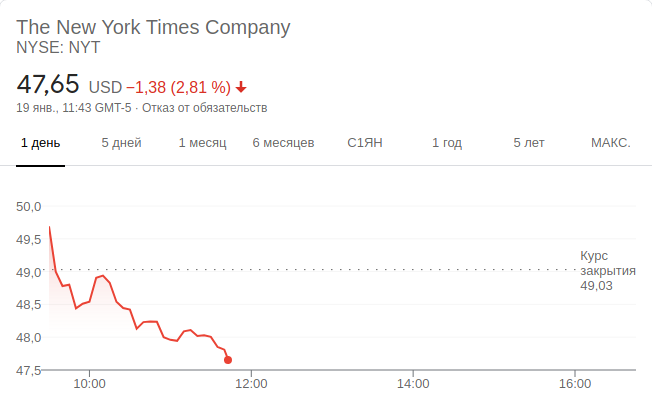 The New York Times Company
NYSE: NYT
47,65 USD −1,38 (2,81 %)
19 янв., 11:43 GMT-5 · Отказ от обязательств
1 день 5 дней 1 месяц 6 месяцев С1ЯН 1 год 5 лет МАКС.
50,0
49,5
49,0
48,5
48,0
47,5
Курс
закрытия
49,03
10:00 12:00 14:00 16:00